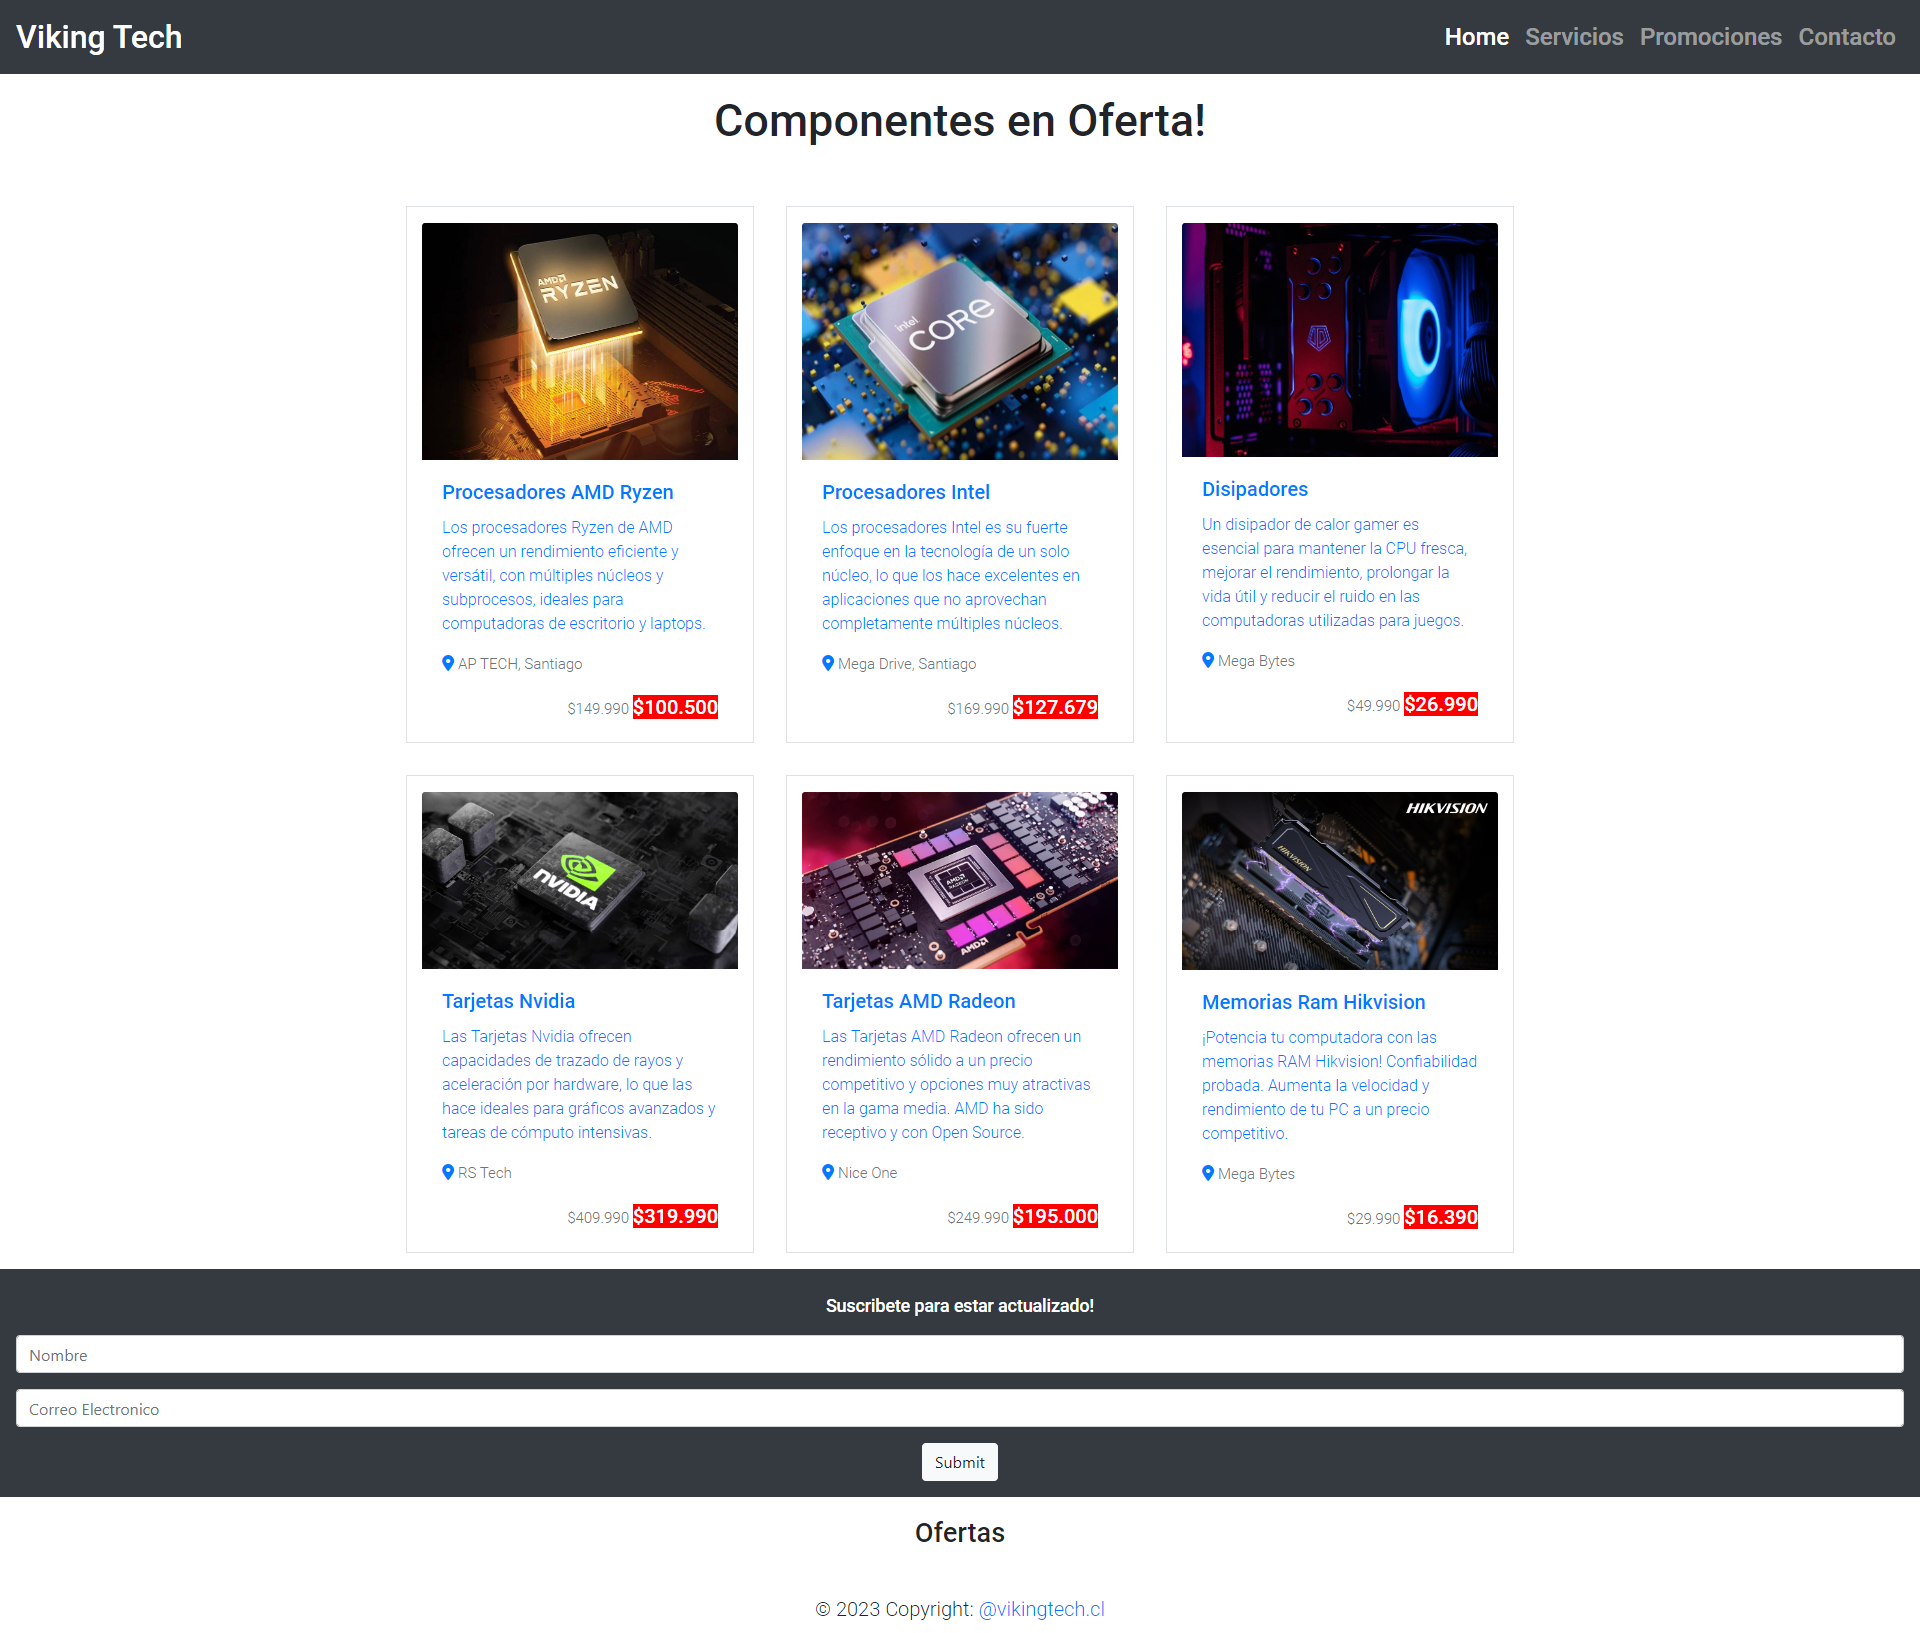 Viking Tech
Home Servicios Promociones Contacto
Componentes en Oferta!
AMD
RYZEN
Procesadores AMD Ryzen
Los procesadores Ryzen de AMD
ofrecen un rendimiento eficiente y
versátil, con múltiples núcleos y
subprocesos, ideales para
computadoras de escritorio y laptops.
AP TECH, Santiago
$149.990 $100.500
intel
CORE
Procesadores Intel
Los procesadores Intel es su fuerte
enfoque en la tecnología de un solo
núcleo, lo que los hace excelentes en
aplicaciones que no aprovechan
completamente múltiples núcleos.
Mega Drive, Santiago
$169.990 $127.679
Disipadores
Un disipador de calor gamer es
esencial para mantener la CPU fresca,
mejorar el rendimiento, prolongar la
vida útil y reducir el ruido en las
computadoras utilizadas para juegos.
Mega Bytes
$49.990 $26.990
nVIDIA
Tarjetas Nvidia
Las Tarjetas Nvidia ofrecen
capacidades de trazado de rayos y
aceleración por hardware, lo que las
hace ideales para gráficos avanzados y
tareas de cómputo intensivas.
RS Tech
$409.990 $319.990
AMD
RADEON
AMD
Tarjetas AMD Radeon
Las Tarjetas AMD Radeon ofrecen un
rendimiento sólido a un precio
competitivo y opciones muy atractivas
en la gama media. AMD ha sido
receptivo y con Open Source.
Nice One
$249.990 $195.000
HIKVISION
HIKVISION
Memorias Ram Hikvision
¡Potencia tu computadora con las
memorias RAM Hikvision! Confiabilidad
probada. Aumenta la velocidad y
rendimiento de tu PC a un precio
competitivo.
Mega Bytes
$29.990 $16.390
Suscribete para estar actualizado!
Nombre
Correo Electronico
Submit
Ofertas
© 2023 Copyright: @vikingtech.cl